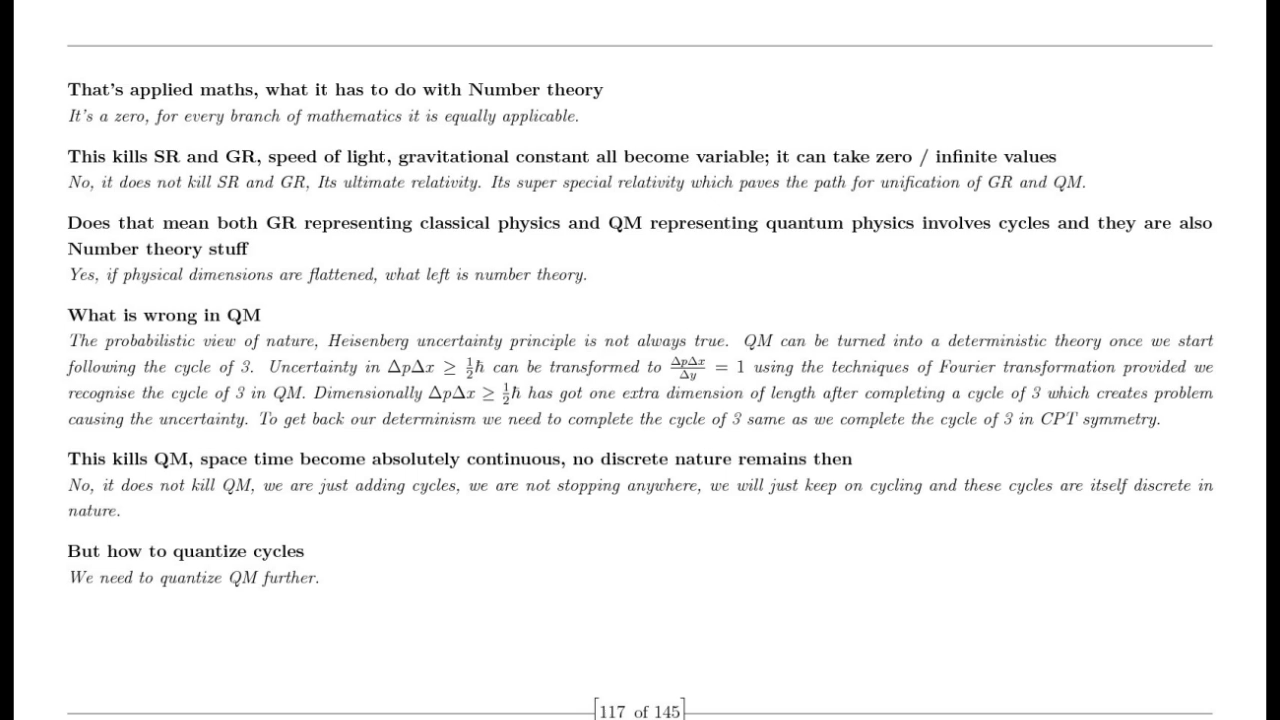 That's applied maths, what it has to do with Number theory
It's a zero, for every branch of mathematics it is equally applicable.
This kills SR and GR, speed of light, gravitational constant all become variable; it can take zero / infinite values
No, it does not kill SR and GR, Its ultimate relativity. Its super special relativity which paves the path for unification of GR and QM.
Does that mean both GR representing classical physics and QM representing quantum physics involves cycles and they are also
Number theory stuff
Yes, if physical dimensions are flattened, what left is number theory.
What is wrong in QM
The probabilistic view of nature, Heisenberg uncertainty principle is not always true. QM can be turned into a deterministic theory once we start
following the cycle of 3. Uncertainty in ΔpΔx ≥ ½ħ can be transformed to ΔpΔx/Δy = 1 using the techniques of Fourier transformation provided we
recognise the cycle of 3 in QM. Dimensionally ΔpΔx ≥ ½ħ has got one extra dimension of length after completing a cycle of 3 which creates problem
causing the uncertainty. To get back our determinism we need to complete the cycle of 3 same as we complete the cycle of 3 in CPT symmetry.
This kills QM, space time become absolutely continuous, no discrete nature remains then
No, it does not kill QM, we are just adding cycles, we are not stopping anywhere, we will just keep on cycling and these cycles are itself discrete in
nature.
But how to quantize cycles
We need to quantize QM further.
[117 of 145]